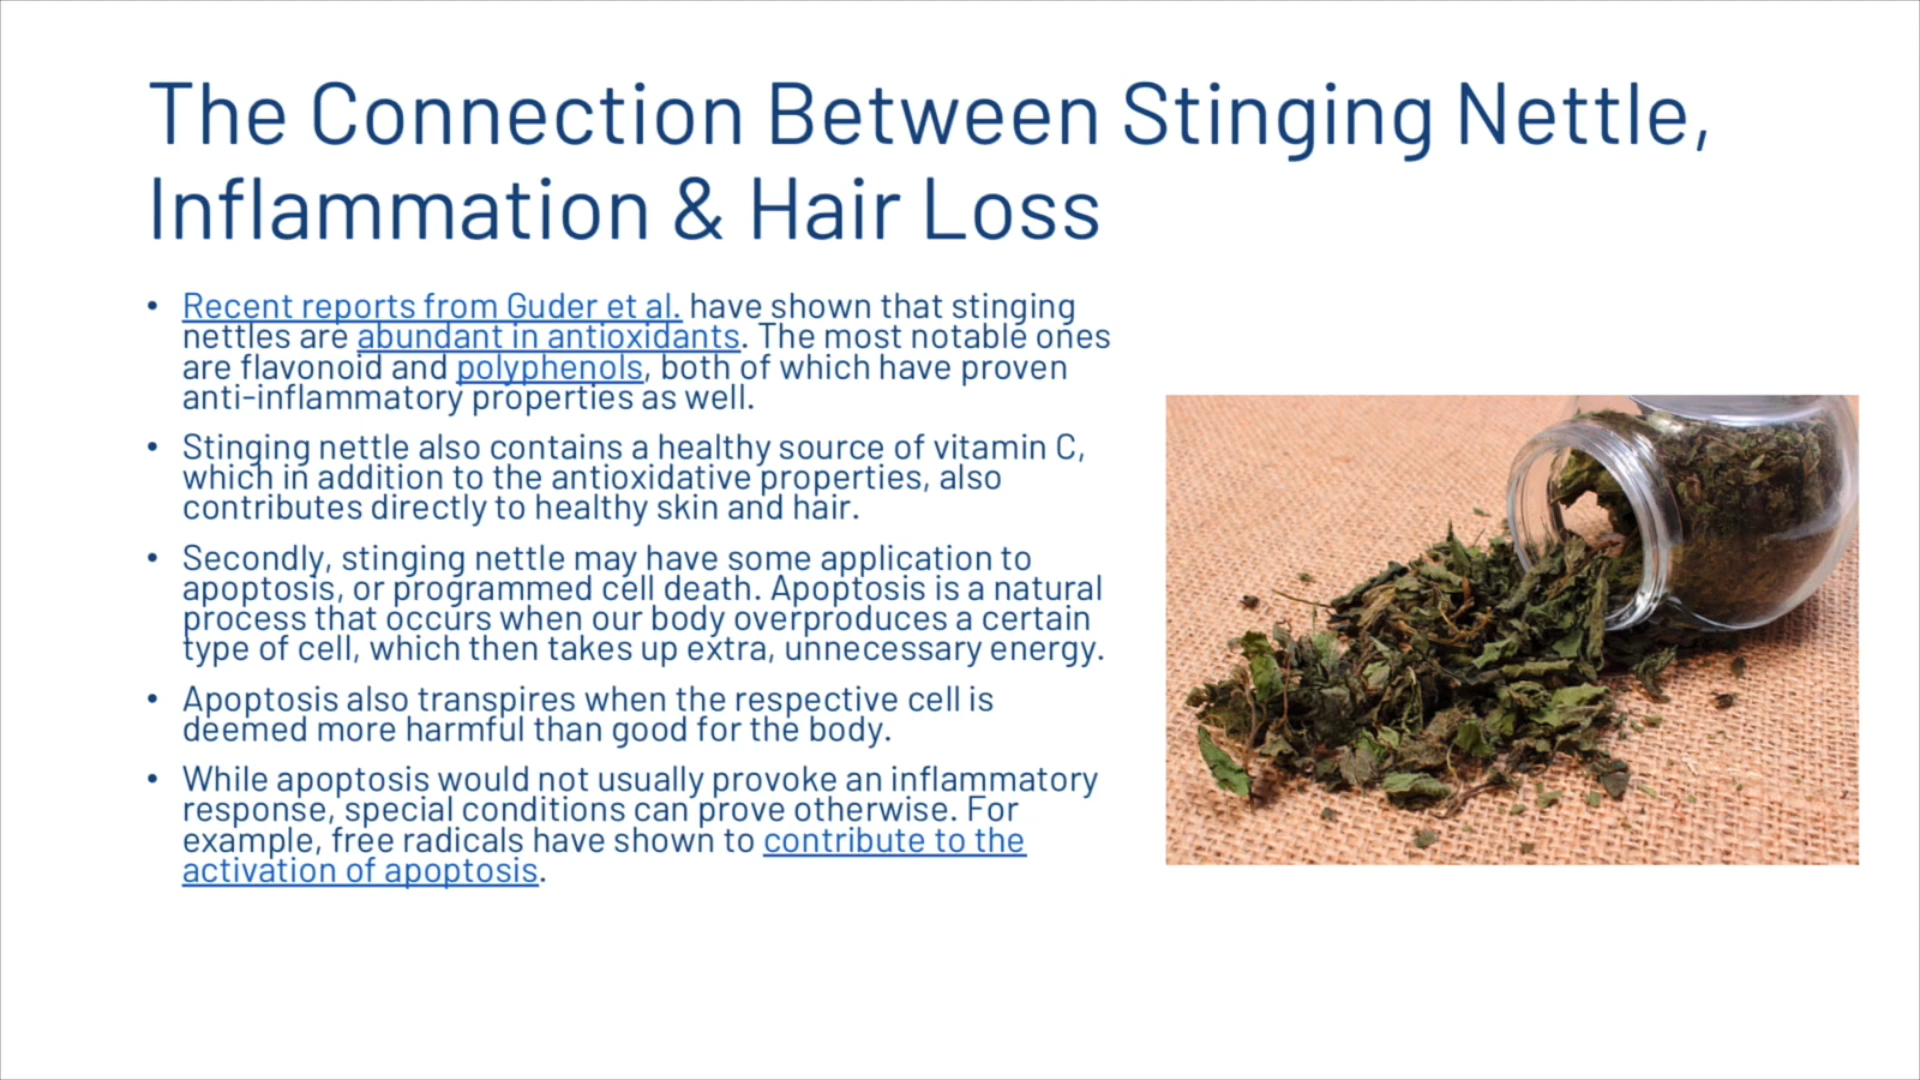 The Connection Between Stinging Nettle,
Inflammation & Hair Loss
• Recent reports from Guder et al. have shown that stinging
nettles are abundant in antioxidants. The most notable ones
are flavonoid and polyphenols, both of which have proven
anti-inflammatory properties as well.
• Stinging nettle also contains a healthy source of vitamin C,
which in addition to the antioxidative properties, also
contributes directly to healthy skin and hair.
• Secondly, stinging nettle may have some application to
apoptosis, or programmed cell death. Apoptosis is a natural
process that occurs when our body overproduces a certain
type of cell, which then takes up extra, unnecessary energy.
• Apoptosis also transpires when the respective cell is
deemed more harmful than good for the body.
• While apoptosis would not usually provoke an inflammatory
response, special conditions can prove otherwise. For
example, free radicals have shown to contribute to the
activation of apoptosis.